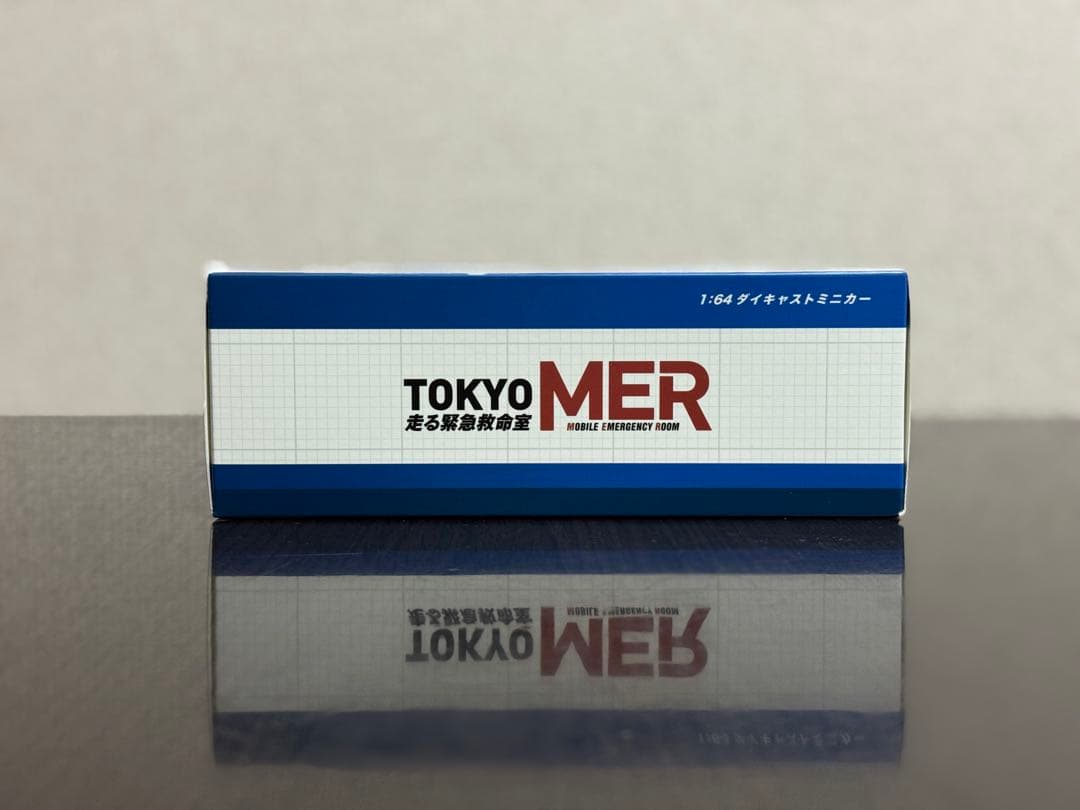 1:64 ダイキャストミニカー
TOKYO MER
走る緊急救命室 MOBILE EMERGENCY ROOM